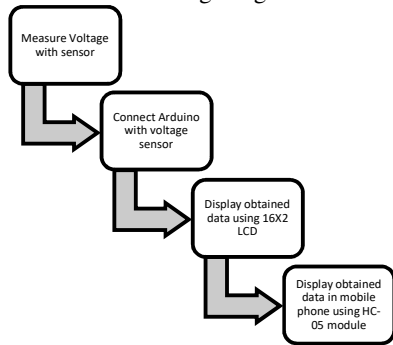 Measure Voltage
with sensor
Connect Arduino
with voltage
sensor
Display obtained
data using 16X2
LCD
Display obtained
data in mobile
phone using HC-
05 module